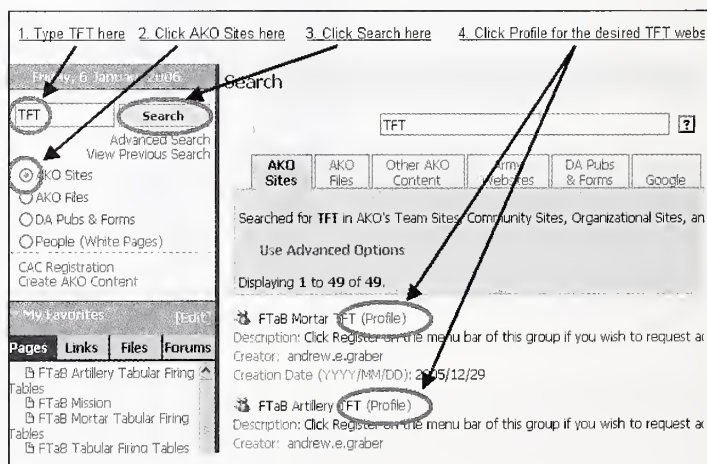 1. Type TFT here 2. Click AKO Sites here 3. Click Search here 4. Click Profile for the desired TFT webs
Friday, 6 January, 2006
TFT Search
Advanced Search
View Previous Search
AKO Sites
AKO Files
DA Pubs & Forms
People (White Pages)
CAC Registration
Create AKO Content
My Favorites [Edit]
Pages Links Files Forums
FTaB Artillery Tabular Firing
Tables
FTaB Mission
FTaB Mortar Tabular Firing
Tables
FTaB Tabular Firing Tables
Search
TFT ?
AKO Sites
AKO Files
Other AKO Content
Army Websites
DA Pubs & Forms
Google
Searched for TFT in AKO's Team Sites, Community Sites, Organizational Sites, an
Use Advanced Options
Displaying 1 to 49 of 49.
FTaB Mortar TFT (Profile)
Description: Click Register on the menu bar of this group if you wish to request ac
Creator: andrew.e.graber
Creation Date (YYYY/MM/DD): 2005/12/29
FTaB Artillery TFT (Profile)
Description: Click Register on the menu bar of this group if you wish to request ac
Creator: andrew.e.graber